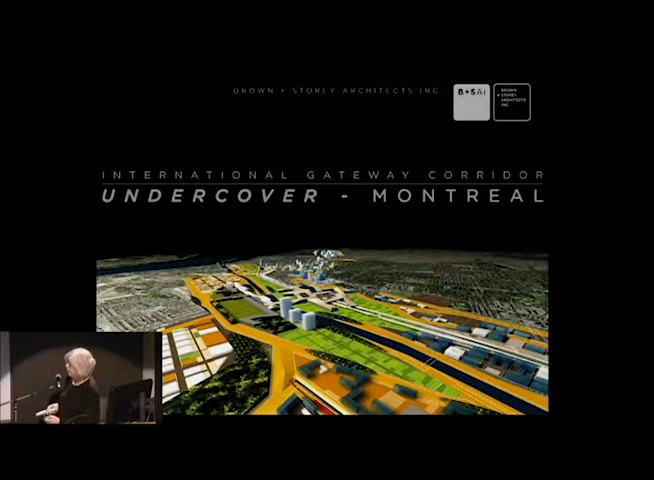 BROWN + STOREY ARCHITECTS INC.
B+SAi
BROWN
+ STOREY
ARCHITECTS
INC
INTERNATIONAL GATEWAY CORRIDOR
UNDERCOVER - MONTREAL